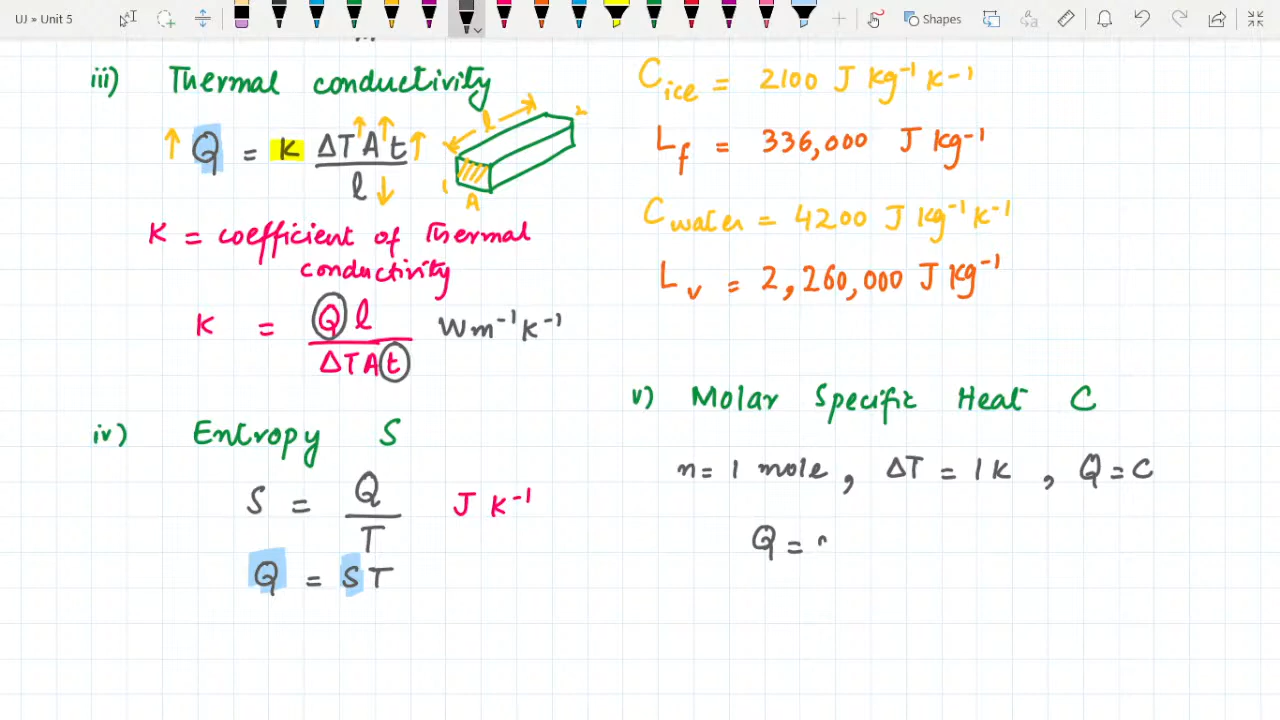 UJ » Unit 5
Shapes
iii) Thermal conductivity
Q = K ΔTAt / l
l
1
2
A
K = coefficient of Thermal
conductivity
K = Ql / ΔTAt Wm⁻¹K⁻¹
iv) Entropy S
S = Q / T J K⁻¹
Q = ST
C ice = 2100 J kg⁻¹ K-1
L f = 336,000 J kg-1
C water = 4200 J kg⁻¹ K⁻¹
L v = 2,260,000 J kg⁻¹
v) Molar Specific Heat C
n = 1 mole, ΔT = 1K, Q = C
Q =